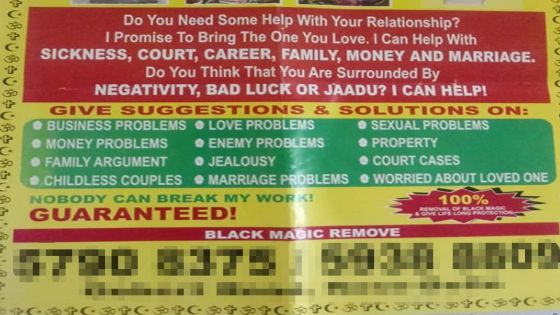 Do You Need Some Help With Your Relationship?
I Promise To Bring The One You Love. I Can Help With
SICKNESS, COURT, CAREER, FAMILY, MONEY AND MARRIAGE.
Do You Think That You Are Surrounded By
NEGATIVITY, BAD LUCK OR JAADU? I CAN HELP!
GIVE SUGGESTIONS & SOLUTIONS ON:
BUSINESS PROBLEMS LOVE PROBLEMS SEXUAL PROBLEMS
MONEY PROBLEMS ENEMY PROBLEMS PROPERTY
FAMILY ARGUMENT JEALOUSY COURT CASES
CHILDLESS COUPLES MARRIAGE PROBLEMS WORRIED ABOUT LOVED ONE
NOBODY CAN BREAK MY WORK!
GUARANTEED!
100%
REMOVAL OF BLACK MAGIC
& GIVE LIFE LONG PROTECTION
BLACK MAGIC REMOVE